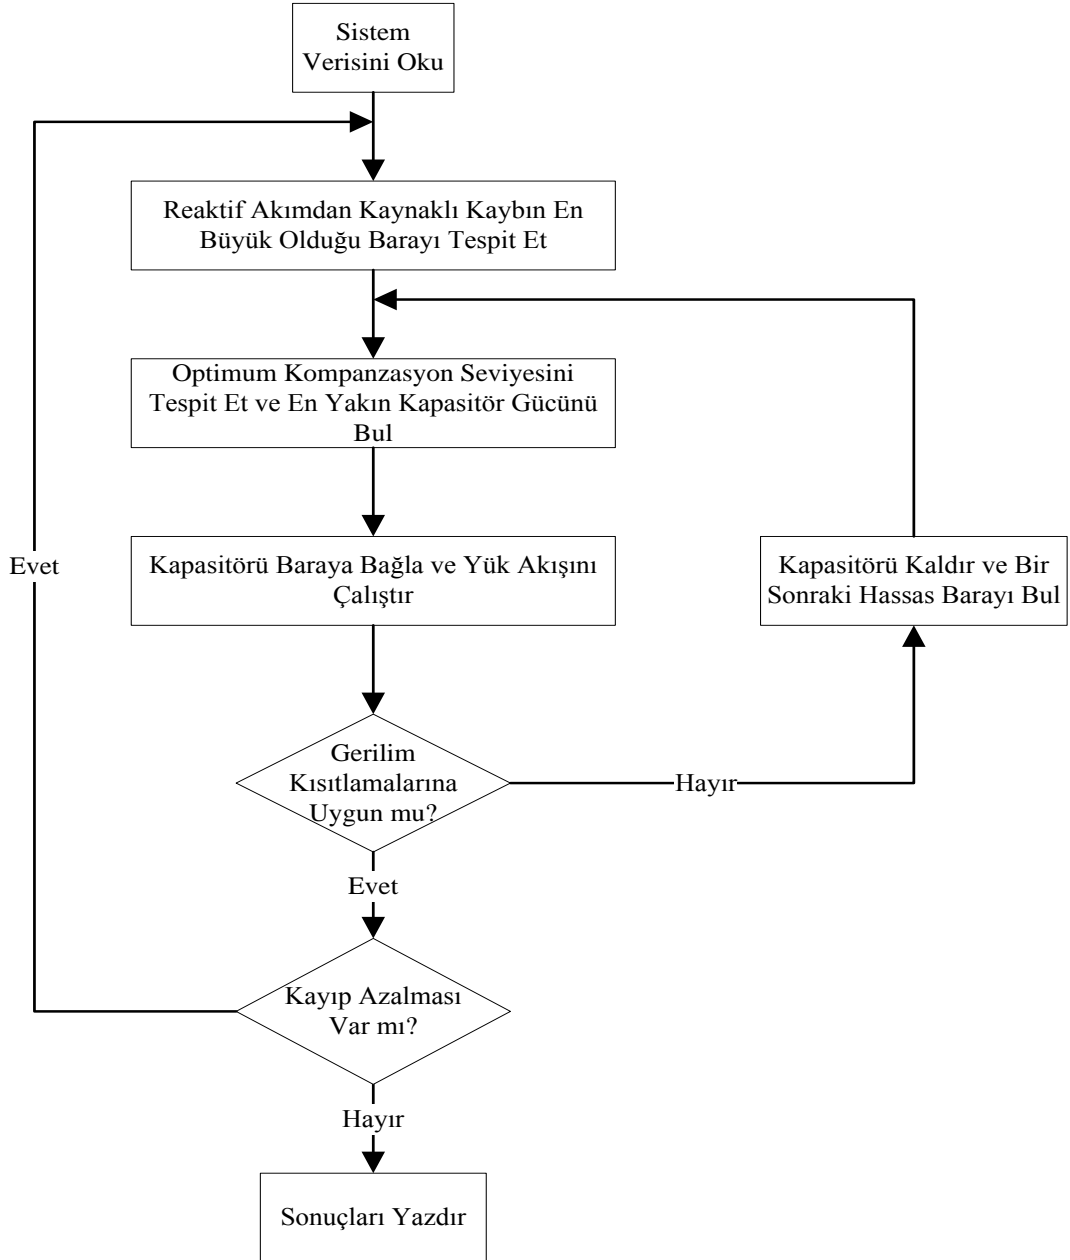 Sistem
Verisini Oku
Reaktif Akımdan Kaynaklı Kaybın En
Büyük Olduğu Barayı Tespit Et
Optimum Kompanzasyon Seviyesini
Tespit Et ve En Yakın Kapasitör Gücünü
Bul
Kapasitörü Baraya Bağla ve Yük Akışını
Çalıştır
Kapasitörü Kaldır ve Bir
Sonraki Hassas Barayı Bul
Evet
Gerilim
Kısıtlamalarına
Uygun mu?
Hayır
Evet
Kayıp Azalması
Var mı?
Hayır
Sonuçları Yazdır